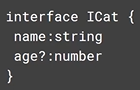 interface ICat {
 name:string
 age?:number
}